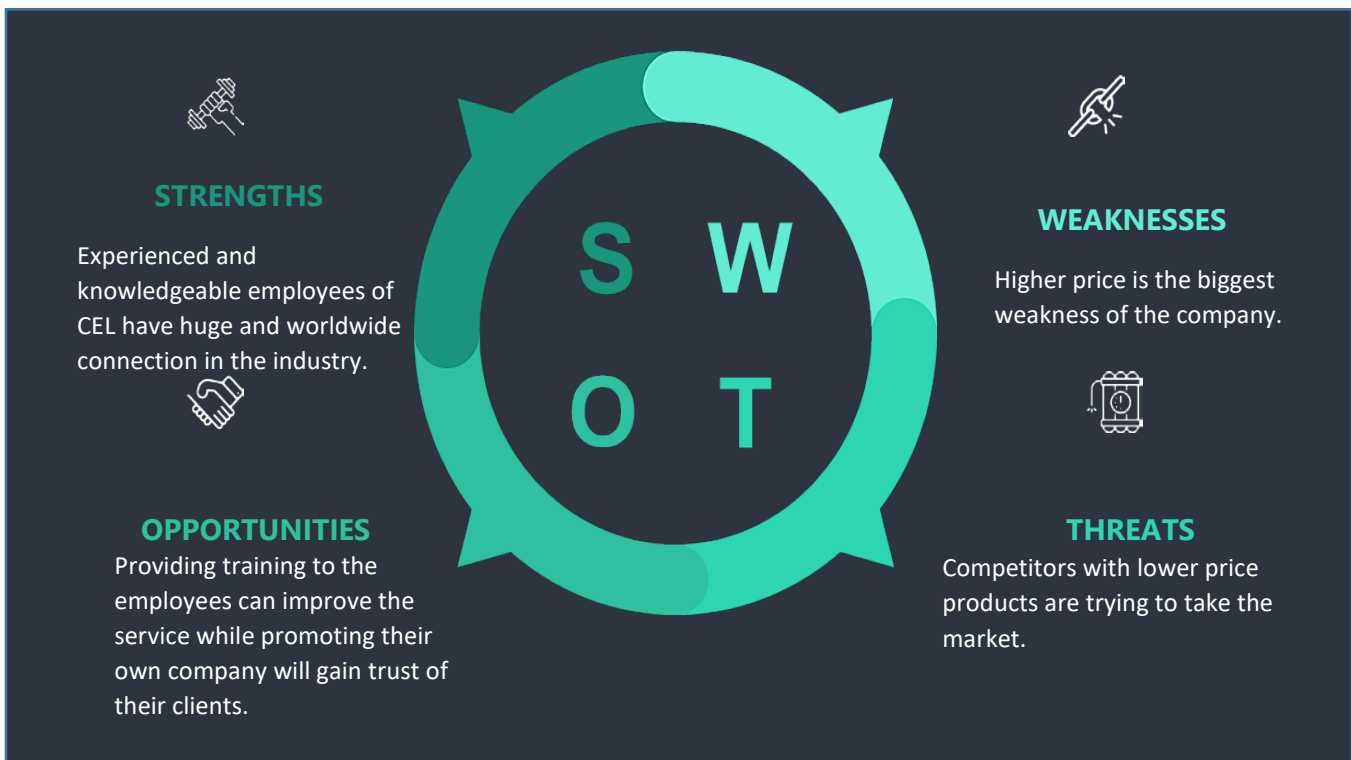 STRENGTHS
Experienced and
knowledgeable employees of
CEL have huge and worldwide
connection in the industry.
S W
O T
WEAKNESSES
Higher price is the biggest
weakness of the company.
OPPORTUNITIES
Providing training to the
employees can improve the
service while promoting their
own company will gain trust of
their clients.
THREATS
Competitors with lower price
products are trying to take the
market.